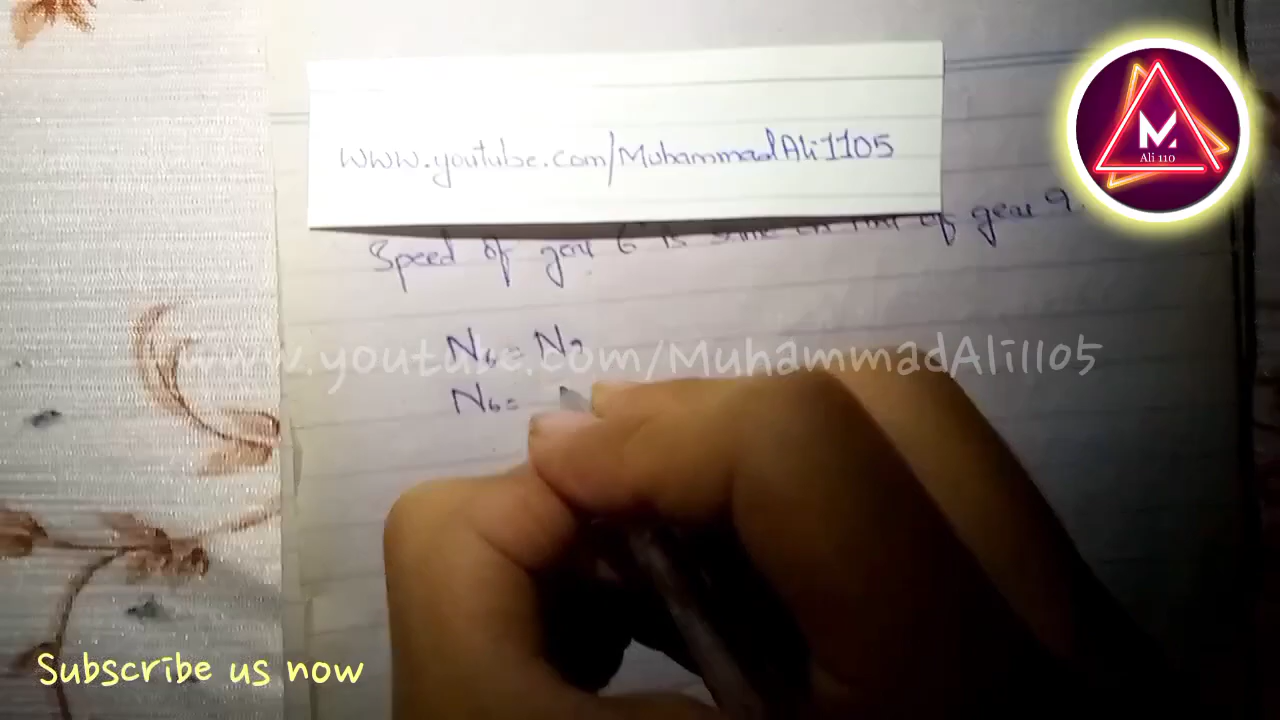 www.youtube.com/MuhammadAli1105
M
Ali 110
Speed of gear 6 is same as that of gear 9.
N6 = N9
www.youtube.com/MuhammadAli1105
N6 =
Subscribe us now